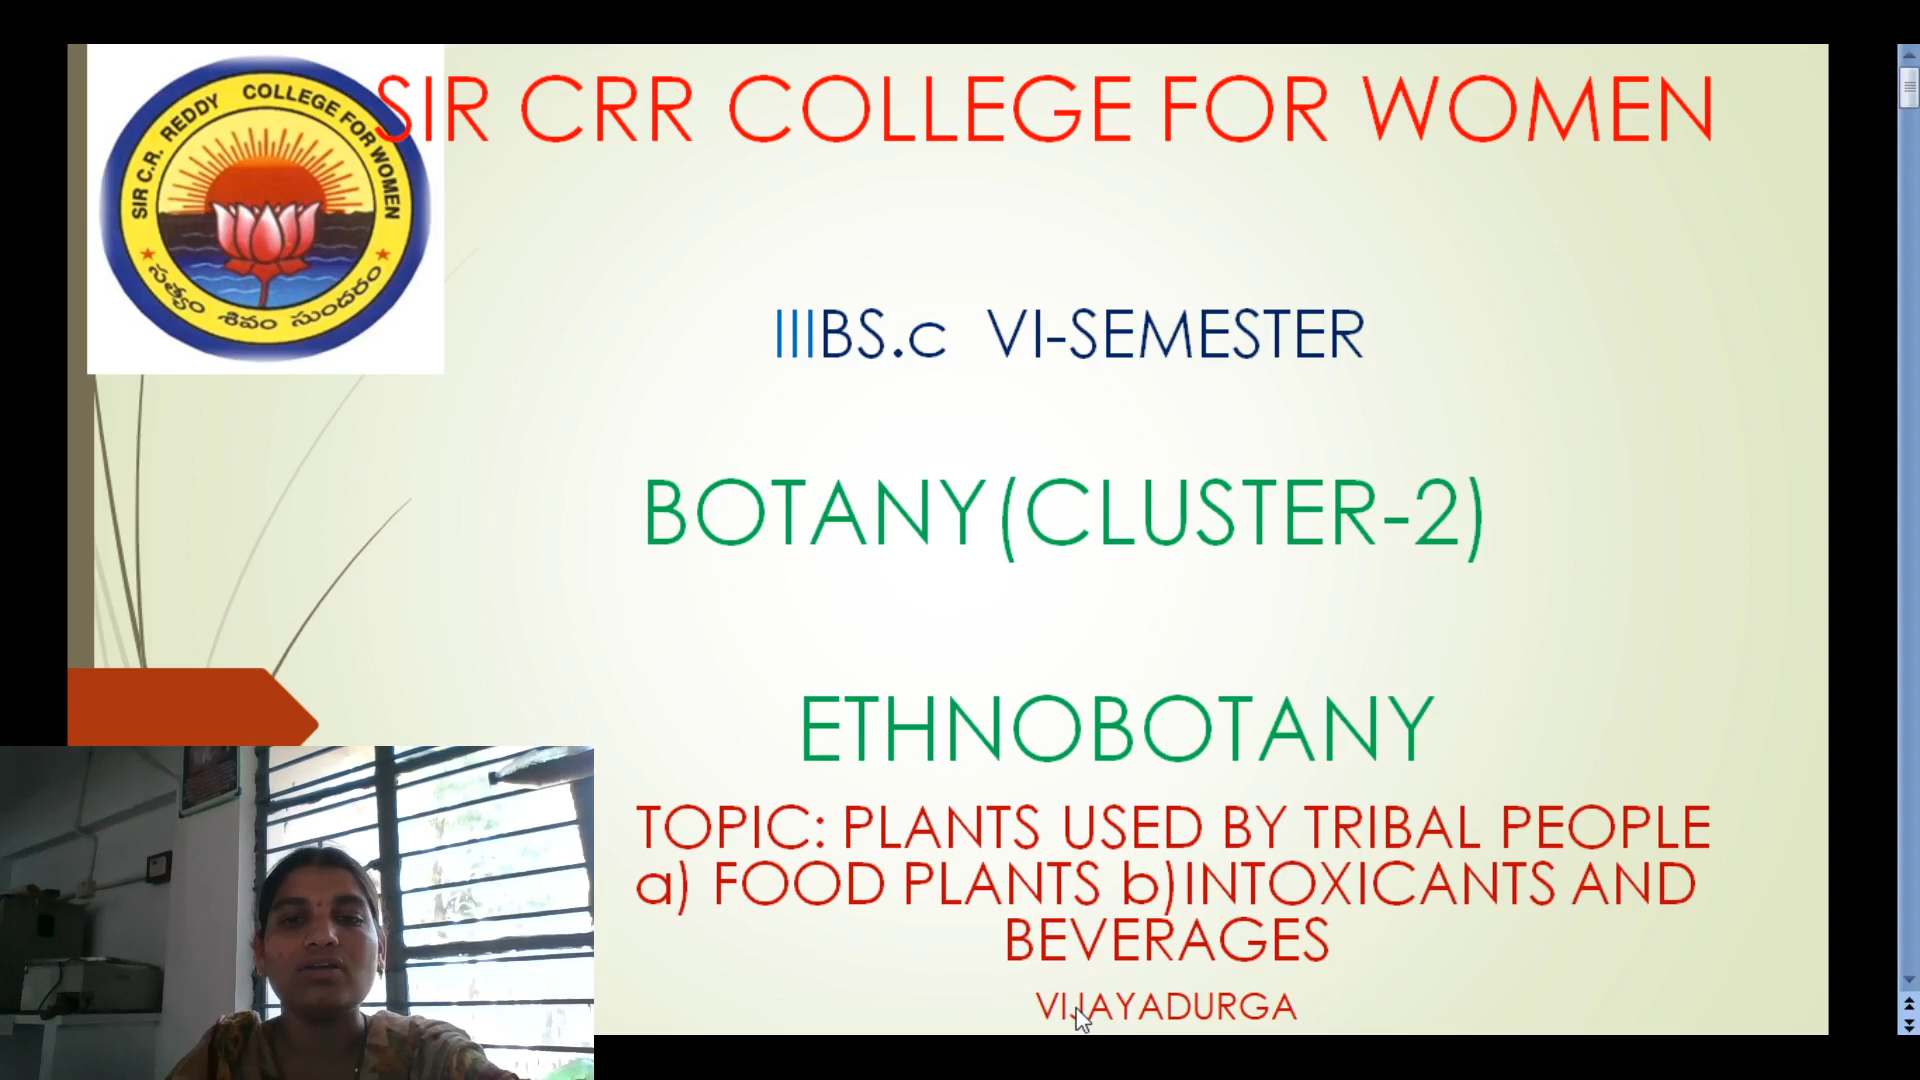 SIR C.R. REDDY COLLEGE FOR WOMEN
సత్యం శివం సుందరం
SIR CRR COLLEGE FOR WOMEN
IIIBS.c VI-SEMESTER
BOTANY(CLUSTER-2)
ETHNOBOTANY
TOPIC: PLANTS USED BY TRIBAL PEOPLE
a) FOOD PLANTS b)INTOXICANTS AND
BEVERAGES
VIJAYADURGA